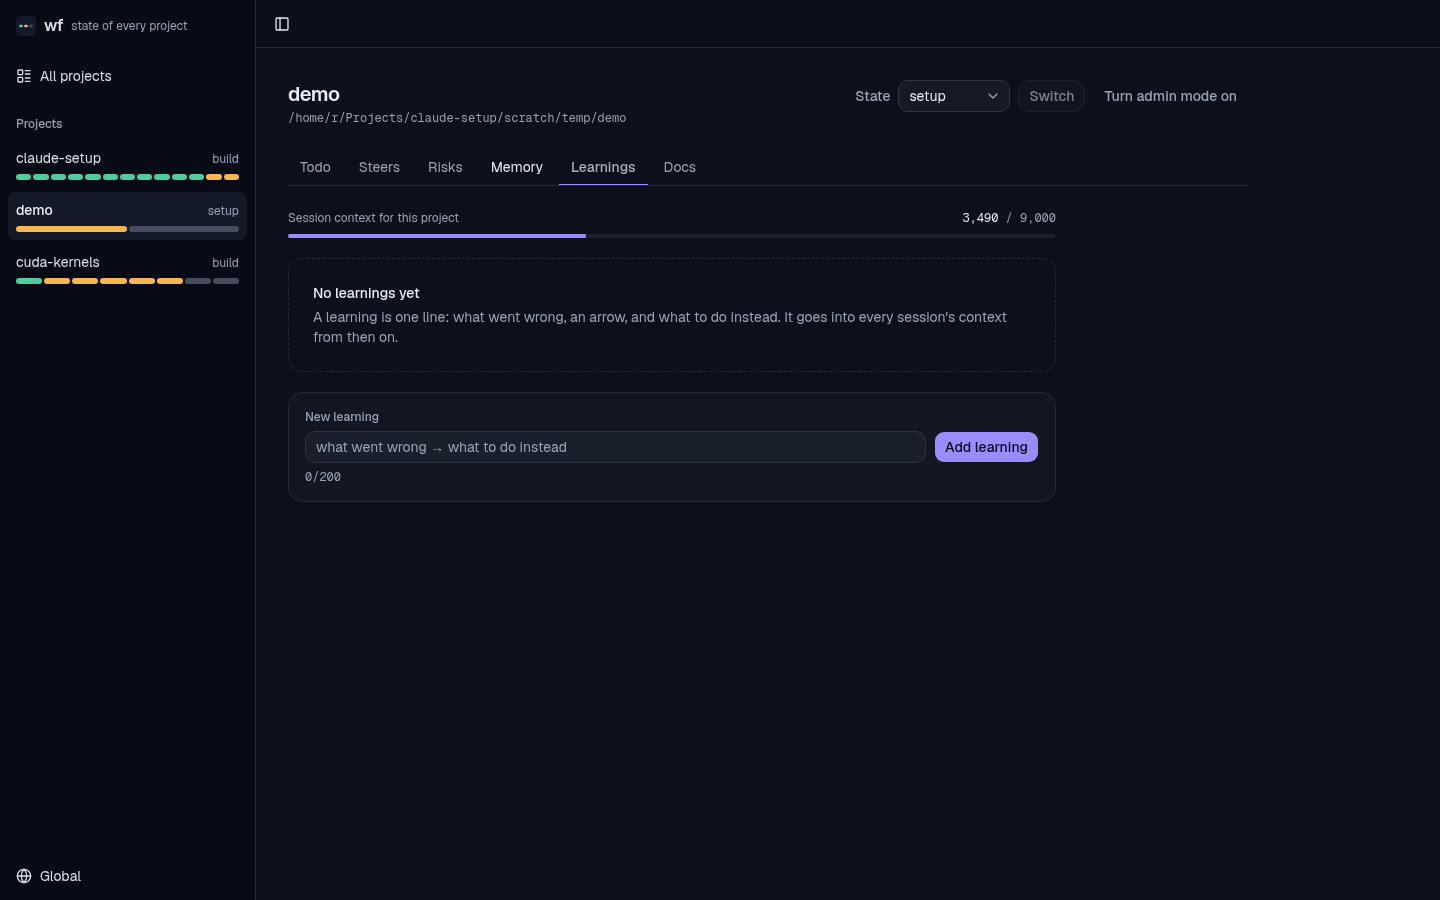 wf state of every project
All projects
Projects
claude-setup build
demo setup
cuda-kernels build
Global
demo
/home/r/Projects/claude-setup/scratch/temp/demo
State setup Switch Turn admin mode on
Todo Steers Risks Memory Learnings Docs
Session context for this project 3,490 / 9,000
No learnings yet
A learning is one line: what went wrong, an arrow, and what to do instead. It goes into every session's context
from then on.
New learning
what went wrong → what to do instead Add learning
0/200